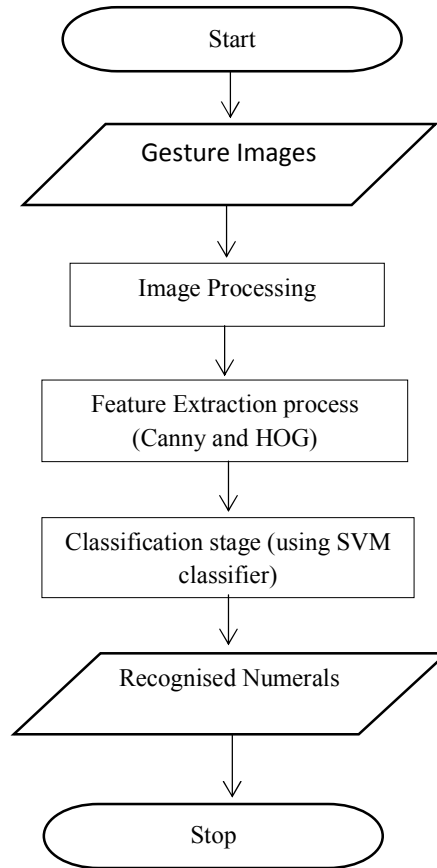 Start
Gesture Images
Image Processing
Feature Extraction process
(Canny and HOG)
Classification stage (using SVM
classifier)
Recognised Numerals
Stop